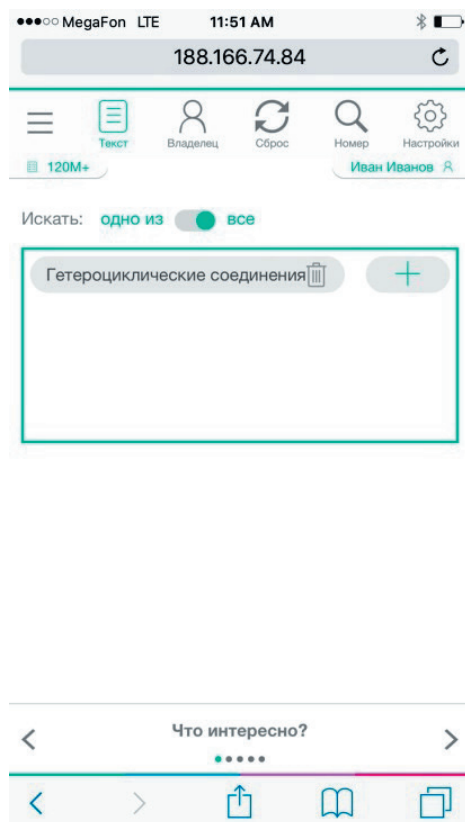 MegaFon LTE 11:51 AM
188.166.74.84
Текст Владелец Сброс Номер Настройки
120M+ Иван Иванов
Искать: одно из все
Гетероциклические соединения
Что интересно?